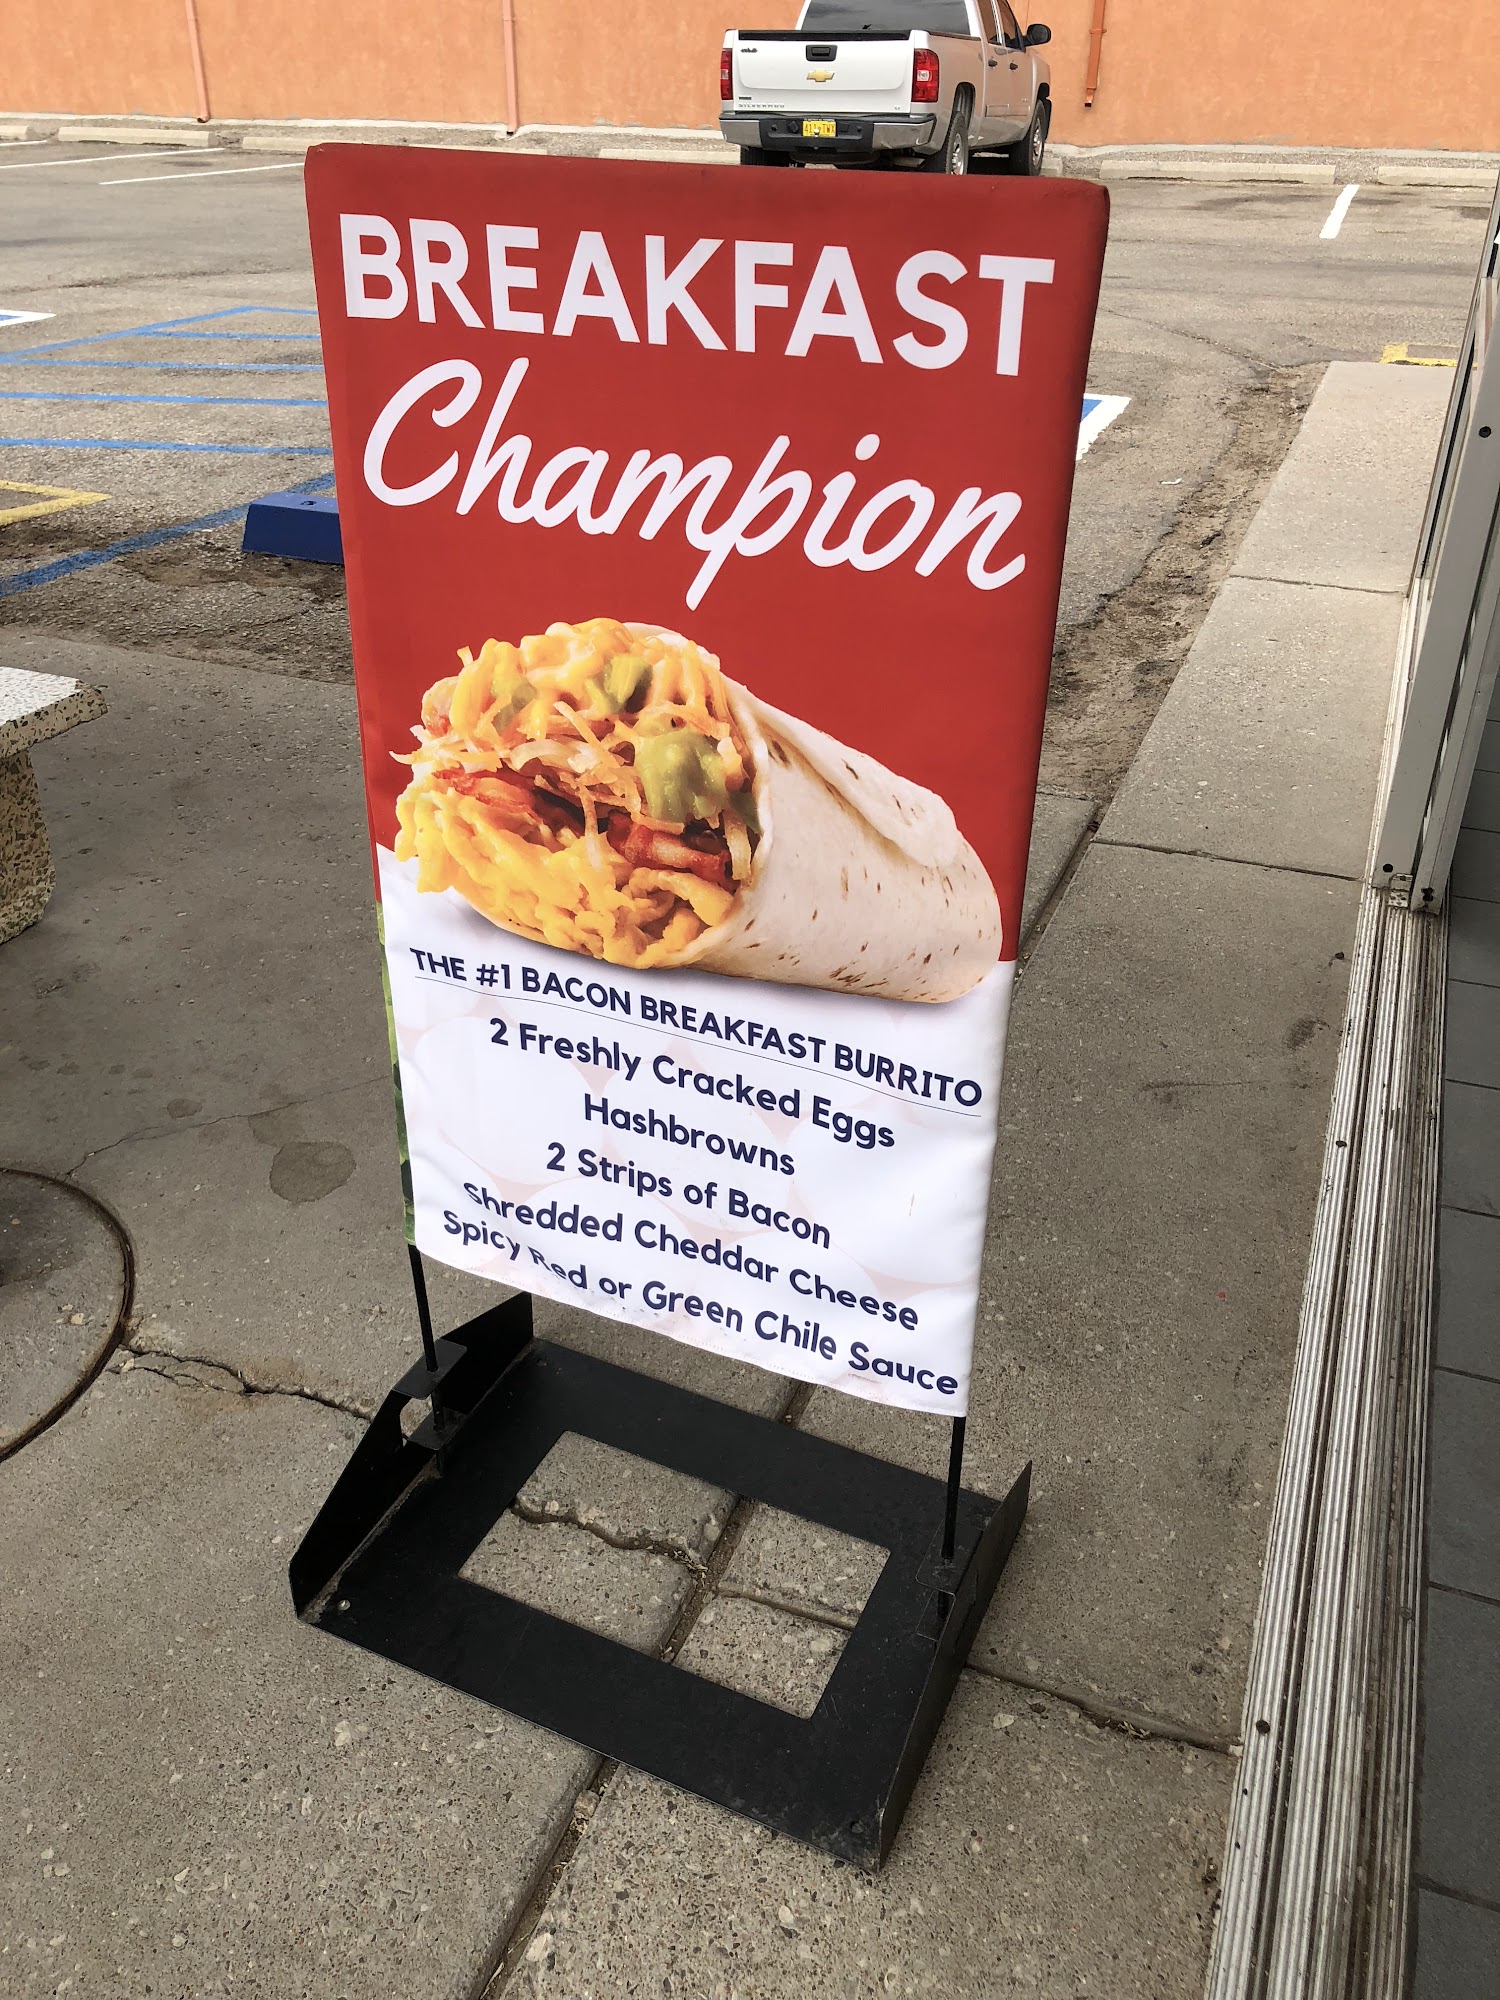 BREAKFAST
Champion
THE #1 BACON BREAKFAST BURRITO
2 Freshly Cracked Eggs
Hashbrowns
2 Strips of Bacon
Shredded Cheddar Cheese
Spicy Red or Green Chile Sauce
SILVERADO